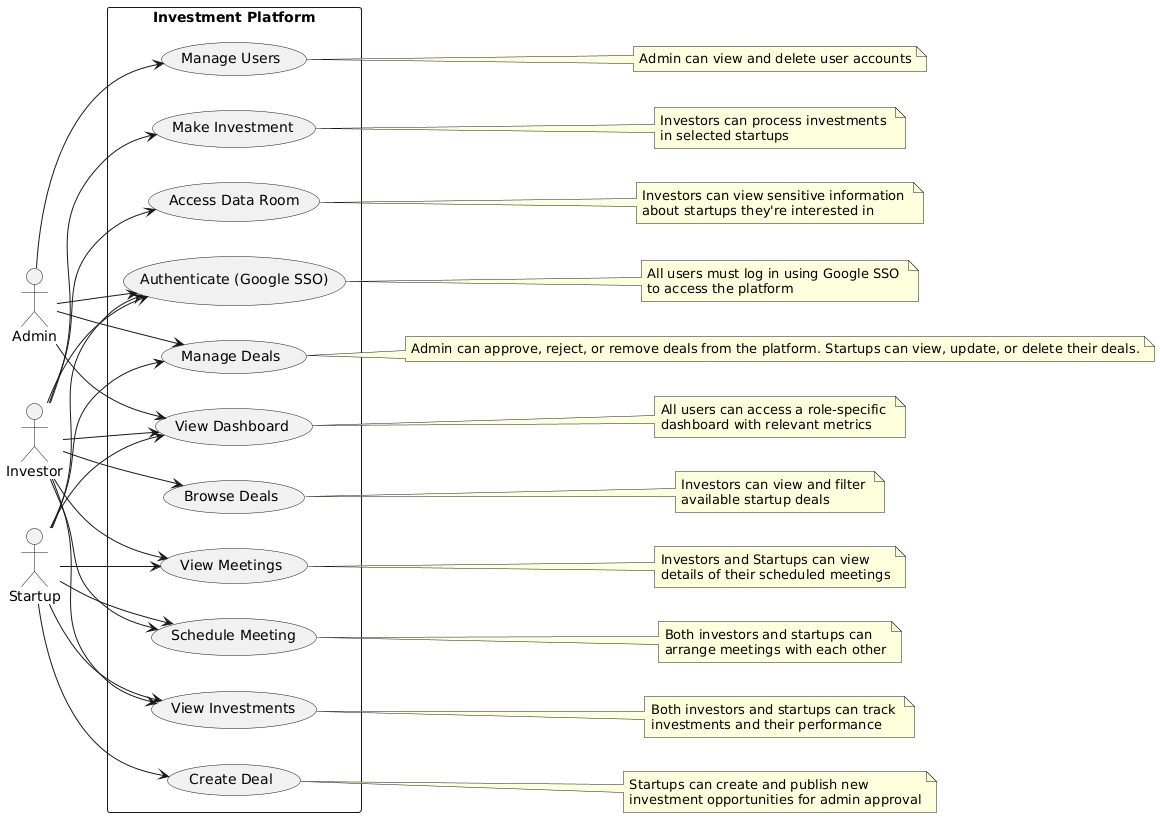 Investment Platform
Manage Users
Admin can view and delete user accounts
Make Investment
Investors can process investments
in selected startups
Access Data Room
Investors can view sensitive information
about startups they're interested in
Authenticate (Google SSO)
All users must log in using Google SSO
to access the platform
Admin
Manage Deals
Admin can approve, reject, or remove deals from the platform. Startups can view, update, or delete their deals.
View Dashboard
All users can access a role-specific
dashboard with relevant metrics
Investor
Browse Deals
Investors can view and filter
available startup deals
View Meetings
Investors and Startups can view
details of their scheduled meetings
Startup
Schedule Meeting
Both investors and startups can
arrange meetings with each other
View Investments
Both investors and startups can track
investments and their performance
Create Deal
Startups can create and publish new
investment opportunities for admin approval